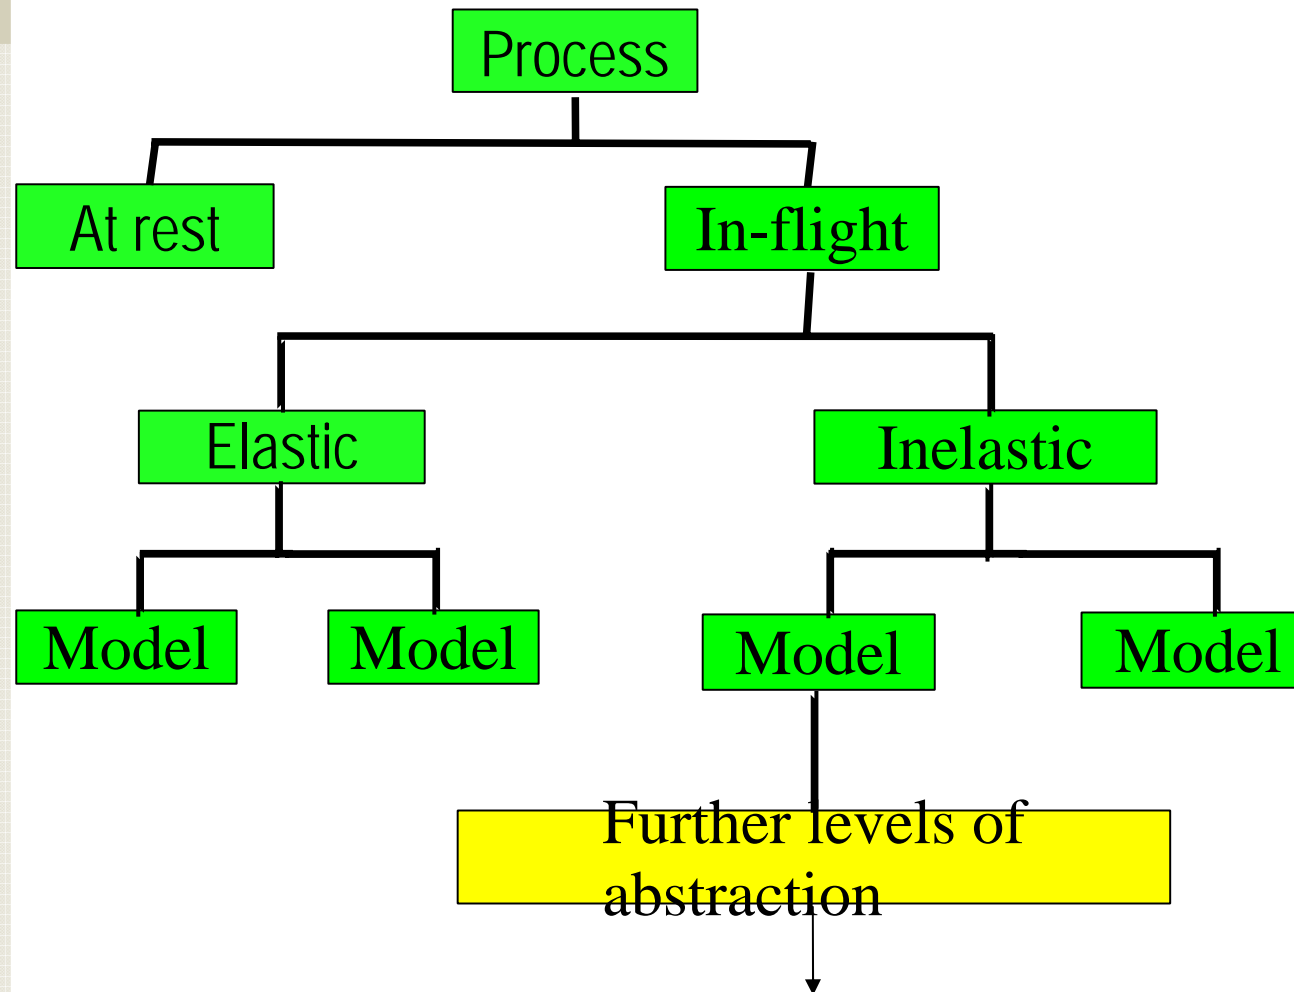 Process
At rest
In-flight
Elastic
Inelastic
Model
Model
Model
Model
Further levels of
abstraction